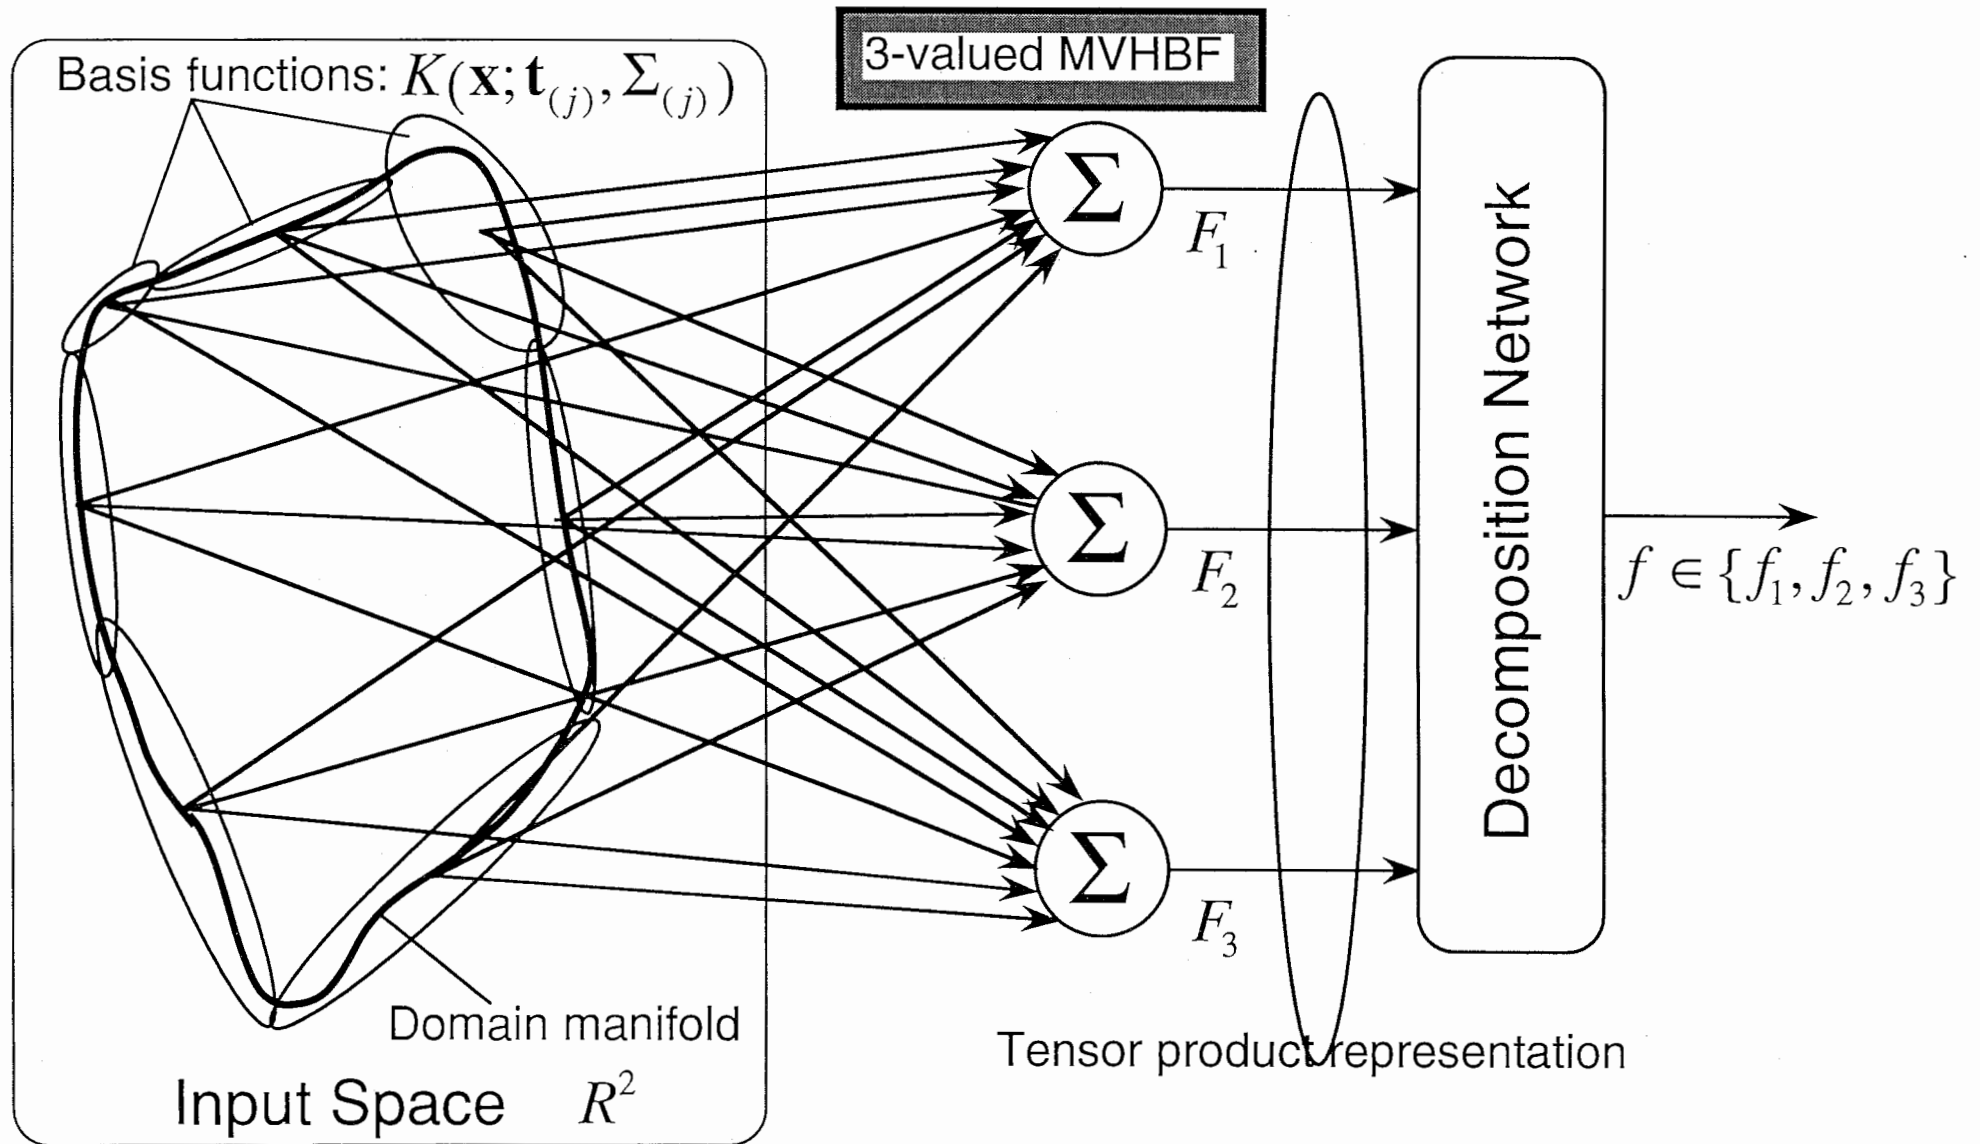 3-valued MVHBF
Basis functions: K(x; t₍ⱼ₎, Σ₍ⱼ₎)
Σ
F₁
Σ
F₂
Σ
F₃
Decomposition Network
f ∈ {f₁, f₂, f₃}
Domain manifold
Tensor product representation
Input Space R²